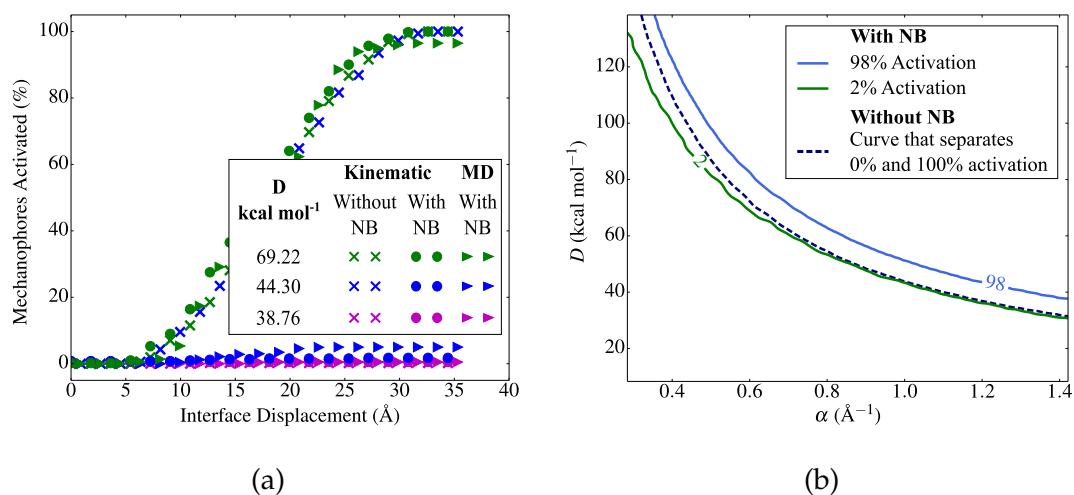 100
80
60
40
20
0
Mechanophores Activated (%)
D
kcal mol⁻¹
Kinematic
MD
Without NB
With NB
With NB
69.22
44.30
38.76
0 5 10 15 20 25 30 35 40
Interface Displacement (Å)
(a)
120
100
80
60
40
20
D (kcal mol⁻¹)
With NB
98% Activation
2% Activation
Without NB
Curve that separates
0% and 100% activation
2
98
0.4 0.6 0.8 1.0 1.2 1.4
α (Å⁻¹)
(b)